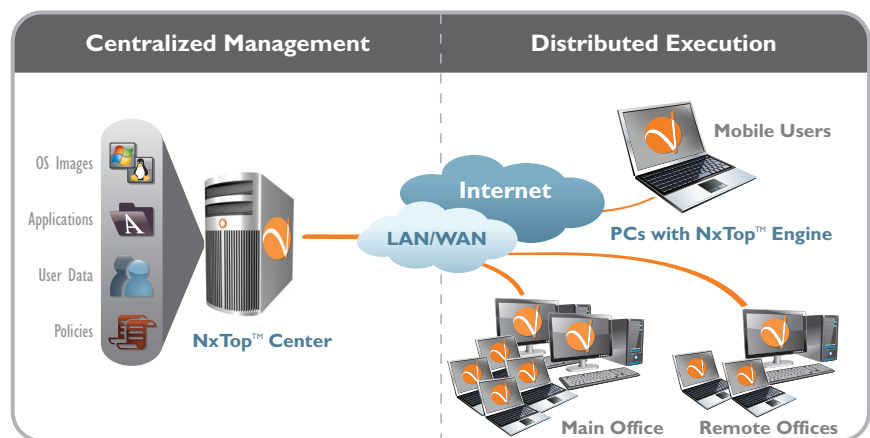 Centralized Management
Distributed Execution
OS Images
Applications
User Data
Policies
NxTop™ Center
Internet
LAN/WAN
Mobile Users
PCs with NxTop™ Engine
Main Office
Remote Offices